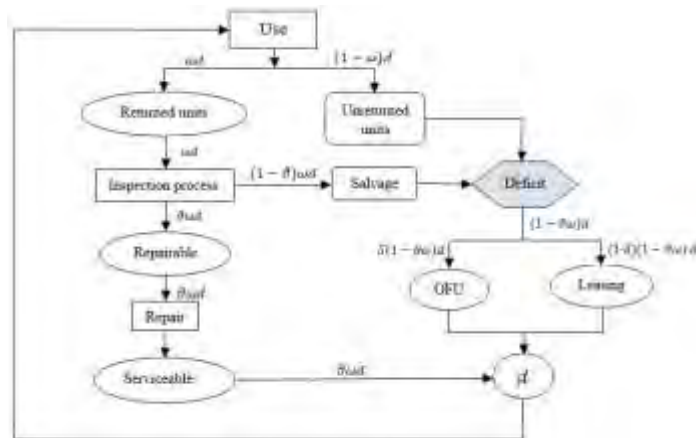 Use
ωd
(1 − ω)d
Returned units
Unreturned
units
ωd
Inspection process
(1 − ϑ)ωd
Salvage
Deficit
ϑωd
(1 − ϑω)d
Repairable
δ(1 − ϑω)d
(1-δ)(1 − ϑω)d
ϑωd
OFU
Leasing
Repair
Serviceable
ϑωd
d